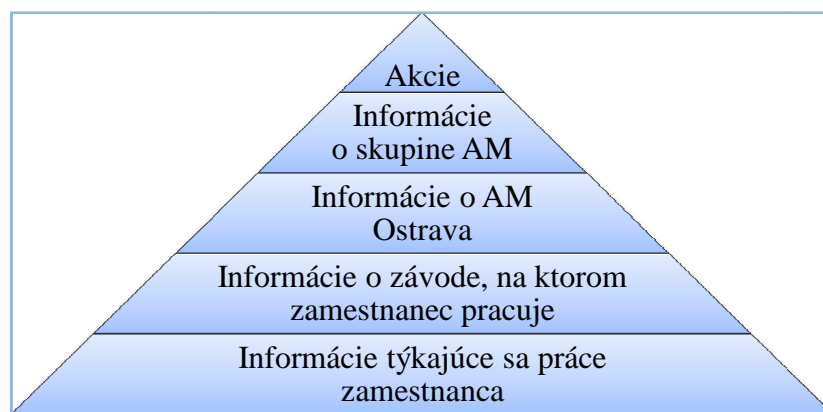 Akcie
Informácie
o skupine AM
Informácie o AM
Ostrava
Informácie o závode, na ktorom
zamestnanec pracuje
Informácie týkajúce sa práce
zamestnanca